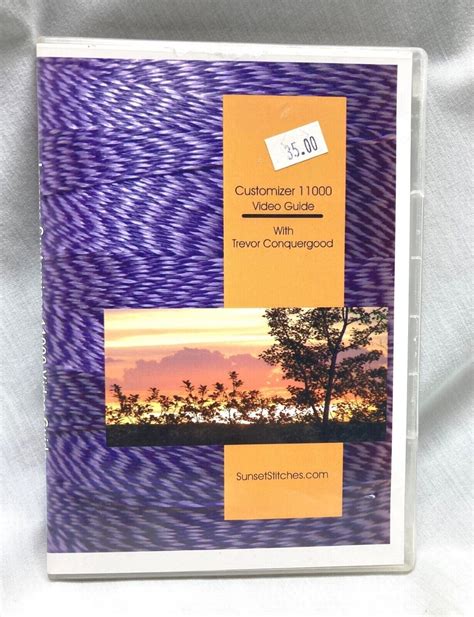 35.00
Customizer 11000
Video Guide
With
Trevor Conquergood
SunsetStitches.com